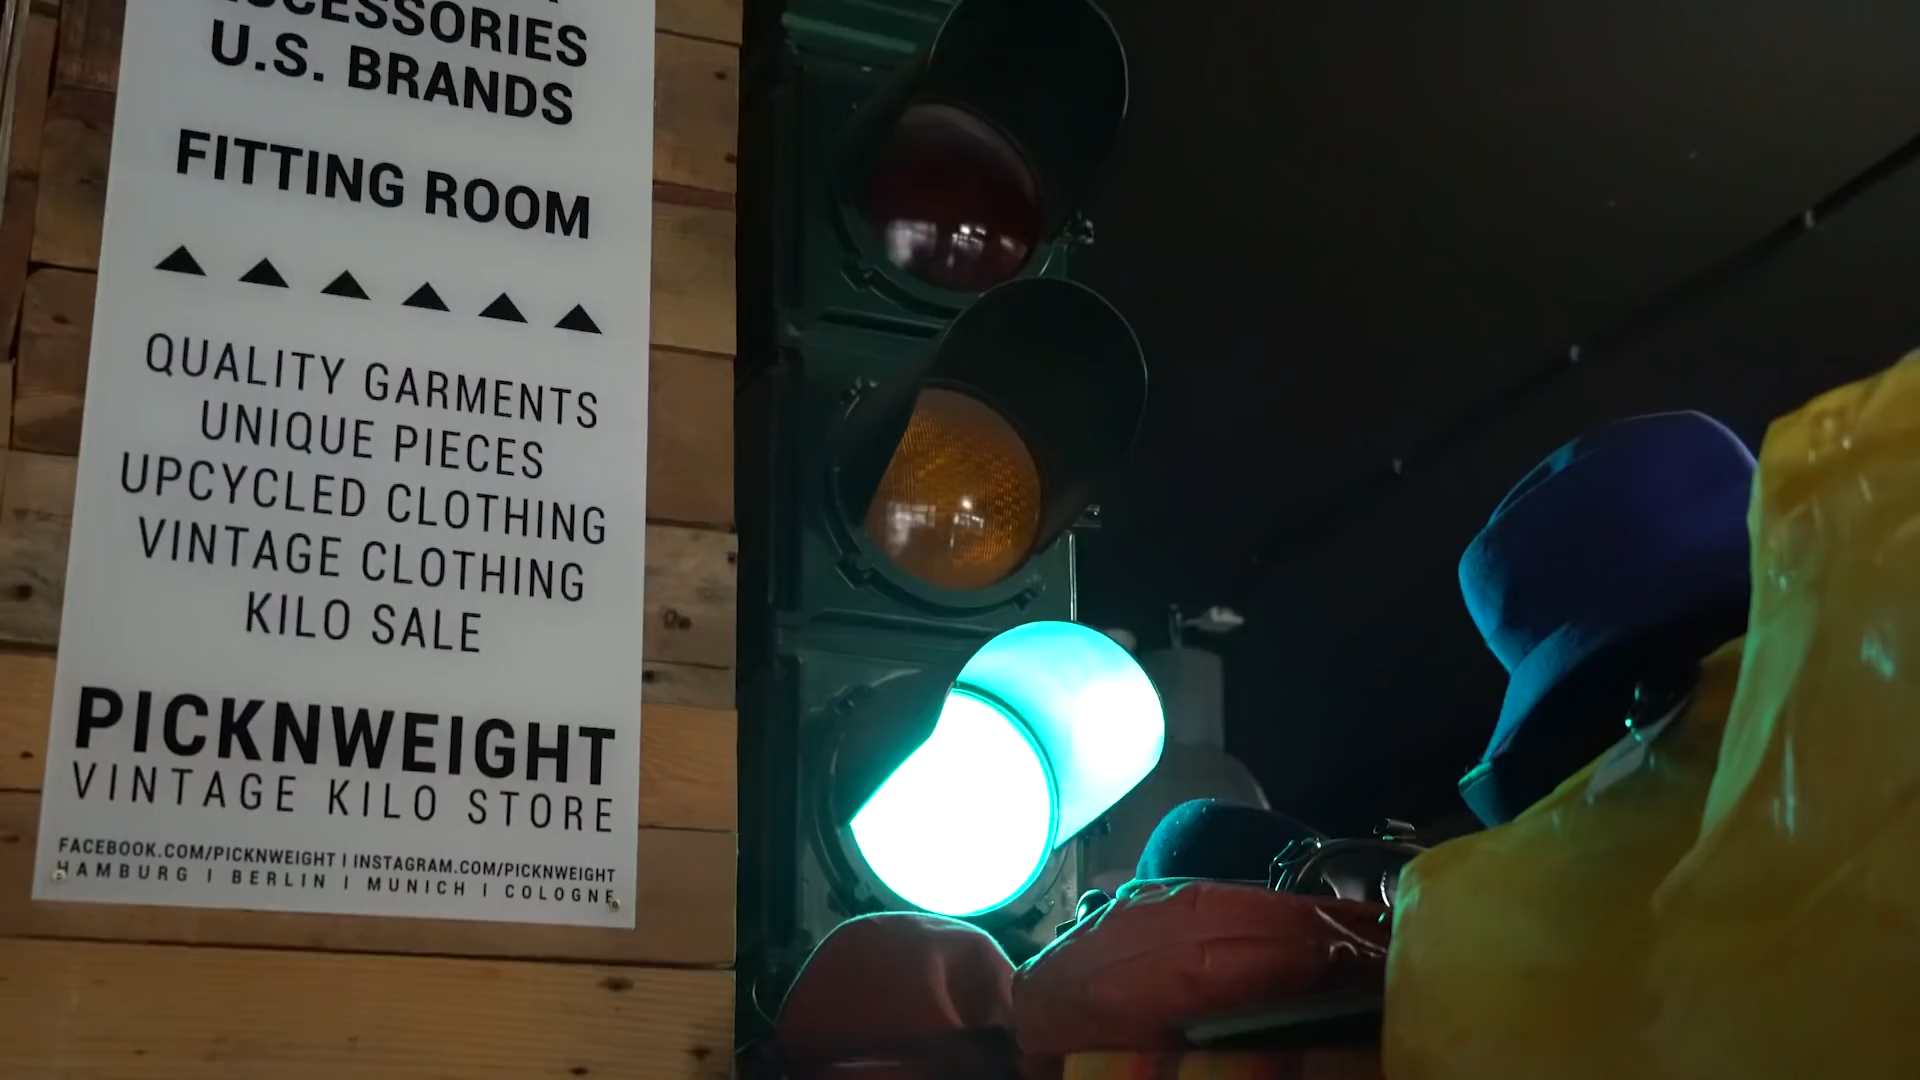 ACCESSORIES
U.S. BRANDS
FITTING ROOM
QUALITY GARMENTS
UNIQUE PIECES
UPCYCLED CLOTHING
VINTAGE CLOTHING
KILO SALE
PICKNWEIGHT
VINTAGE KILO STORE
FACEBOOK.COM/PICKNWEIGHT | INSTAGRAM.COM/PICKNWEIGHT
HAMBURG | BERLIN | MUNICH | COLOGNE